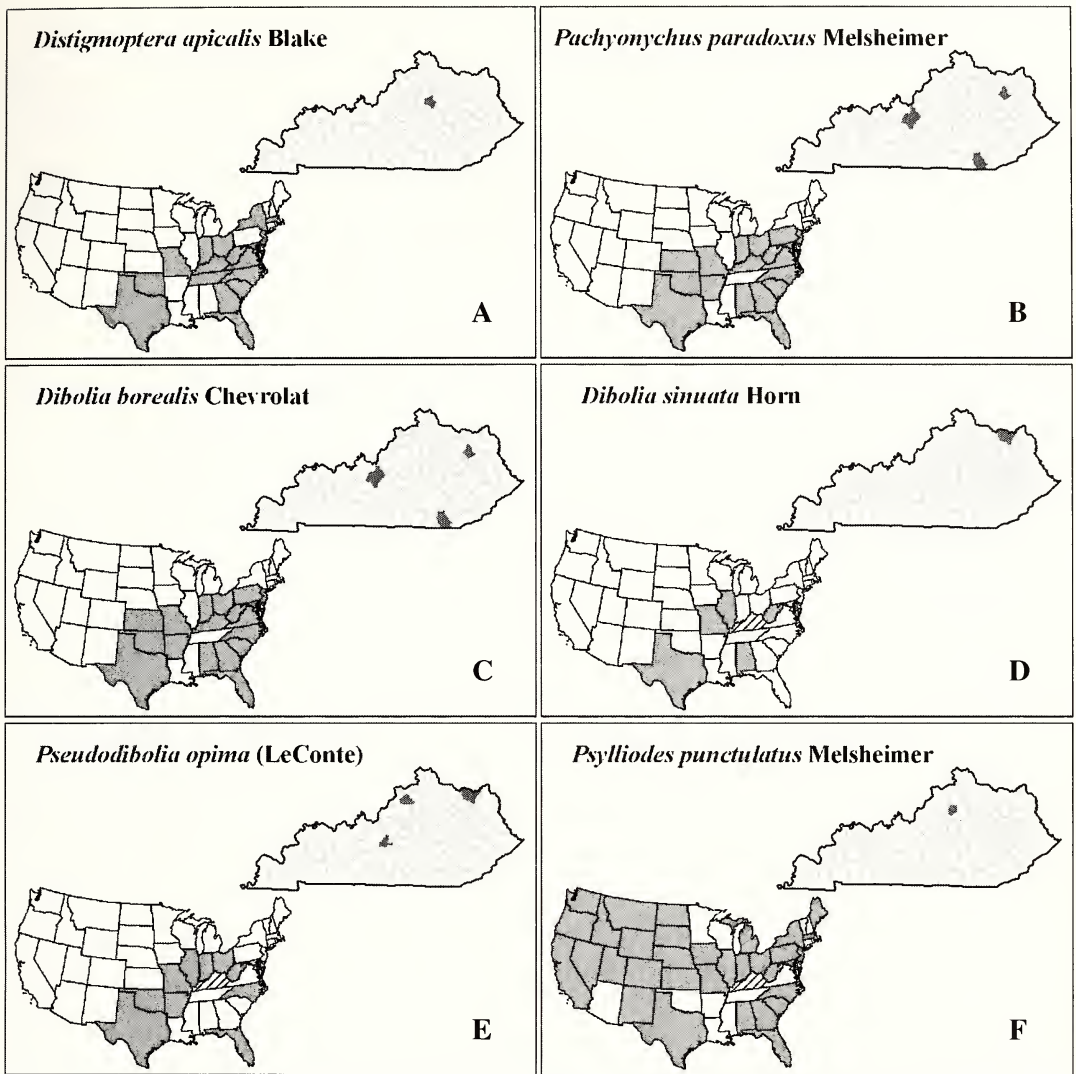 Distigmoptera apicalis Blake
Pachyonychus paradoxus Melsheimer
A
B
Dibolia borealis Chevrolat
Dibolia sinuata Horn
C
D
Pseudodibolia opima (LeConte)
Psylliodes punctulatus Melsheimer
E
F